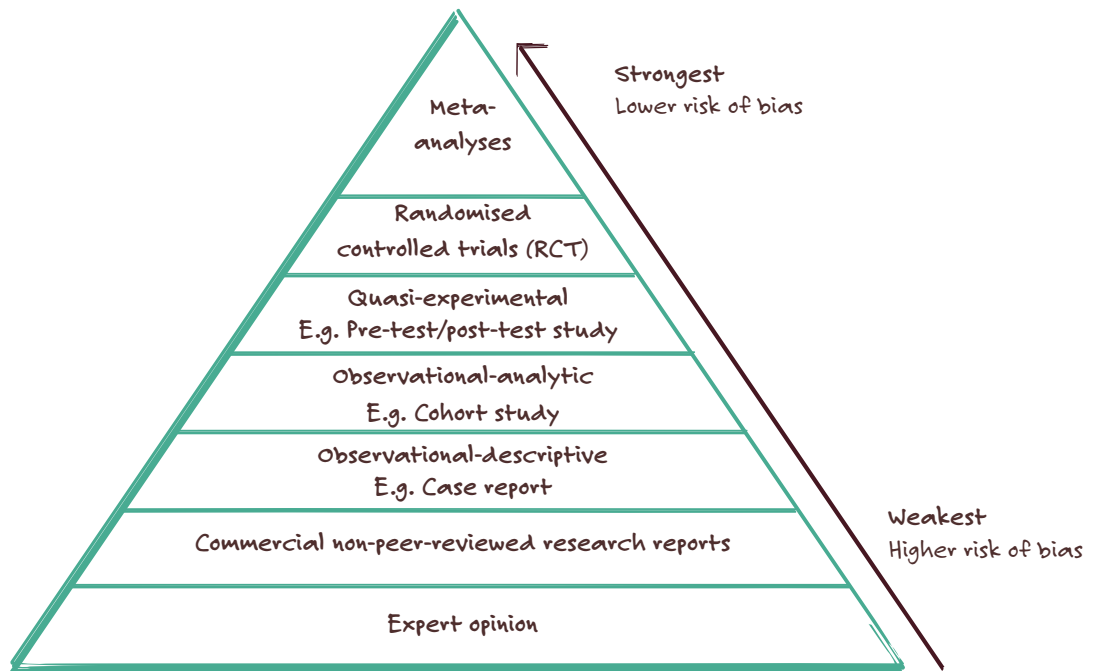 Meta-
analyses
Strongest
Lower risk of bias
Randomised
controlled trials (RCT)
Quasi-experimental
E.g. Pre-test/post-test study
Observational-analytic
E.g. Cohort study
Observational-descriptive
E.g. Case report
Commercial non-peer-reviewed research reports
Weakest
Higher risk of bias
Expert opinion